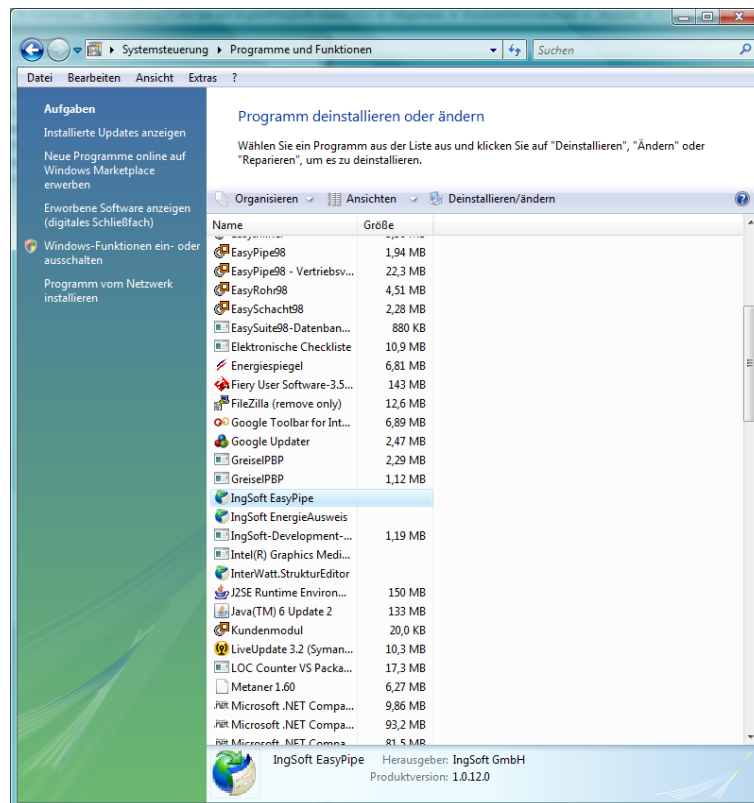 Systemsteuerung ▸ Programme und Funktionen
Suchen
Datei Bearbeiten Ansicht Extras ?
Aufgaben
Installierte Updates anzeigen
Neue Programme online auf
Windows Marketplace
erwerben
Erworbene Software anzeigen
(digitales Schließfach)
Windows-Funktionen ein- oder
ausschalten
Programm vom Netzwerk
installieren
Programm deinstallieren oder ändern
Wählen Sie ein Programm aus der Liste aus und klicken Sie auf "Deinstallieren", "Ändern" oder
"Reparieren", um es zu deinstallieren.
Organisieren Ansichten Deinstallieren/ändern
Name Größe
EasyPipe98 1,94 MB
EasyPipe98 - Vertriebsv... 22,3 MB
EasyRohr98 4,51 MB
EasySchacht98 2,28 MB
EasySuite98-Datenban... 880 KB
Elektronische Checkliste 10,9 MB
Energiespiegel 6,81 MB
Fiery User Software-3.5... 143 MB
FileZilla (remove only) 12,6 MB
Google Toolbar for Int... 6,89 MB
Google Updater 2,47 MB
GreiselPBP 2,29 MB
GreiselPBP 1,12 MB
IngSoft EasyPipe
IngSoft EnergieAusweis
IngSoft-Development-... 1,19 MB
Intel(R) Graphics Medi...
InterWatt.StrukturEditor
J2SE Runtime Environ... 150 MB
Java(TM) 6 Update 2 133 MB
Kundenmodul 20,0 KB
LiveUpdate 3.2 (Syman... 10,3 MB
LOC Counter VS Packa... 17,3 MB
Metaner 1.60 6,27 MB
Microsoft .NET Compa... 9,86 MB
Microsoft .NET Compa... 93,2 MB
Microsoft .NET Compa... 81,5 MB
IngSoft EasyPipe Herausgeber: IngSoft GmbH
Produktversion: 1.0.12.0